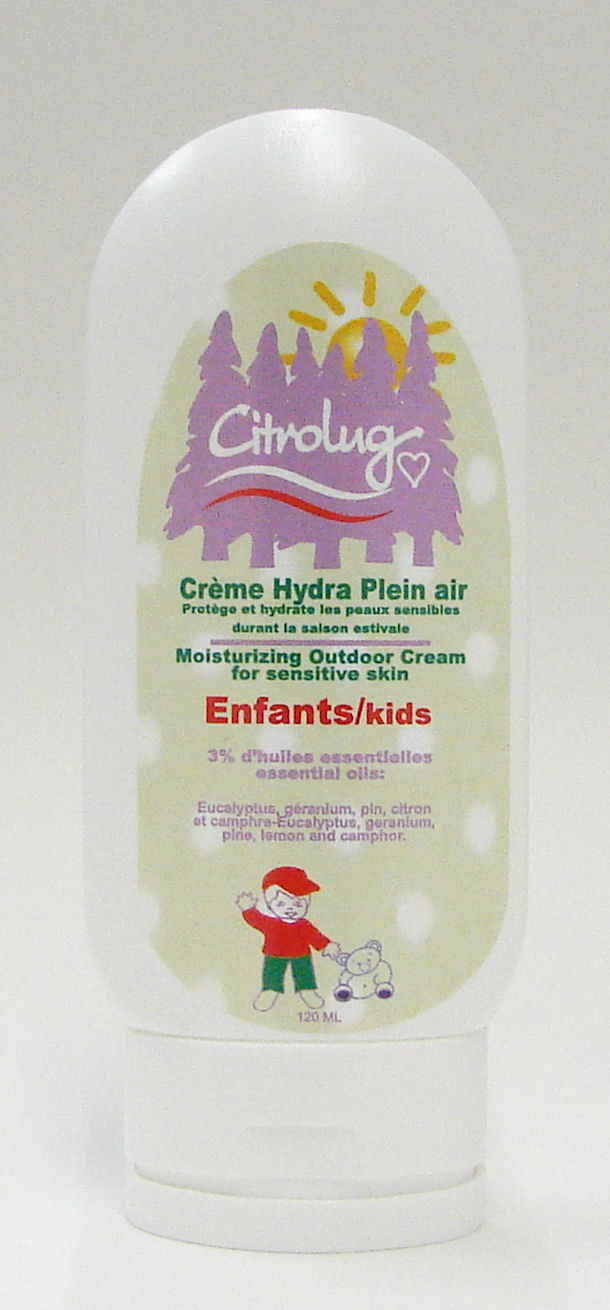 Citrolug
Crème Hydra Plein air
Protège et hydrate les peaux sensibles
durant la saison estivale
Moisturizing Outdoor Cream
for sensitive skin
Enfants/kids
3% d'huiles essentielles
essential oils:
Eucalyptus, géranium, pin, citron
et camphre-Eucalyptus, geranium,
pine, lemon and camphor.
120 ML